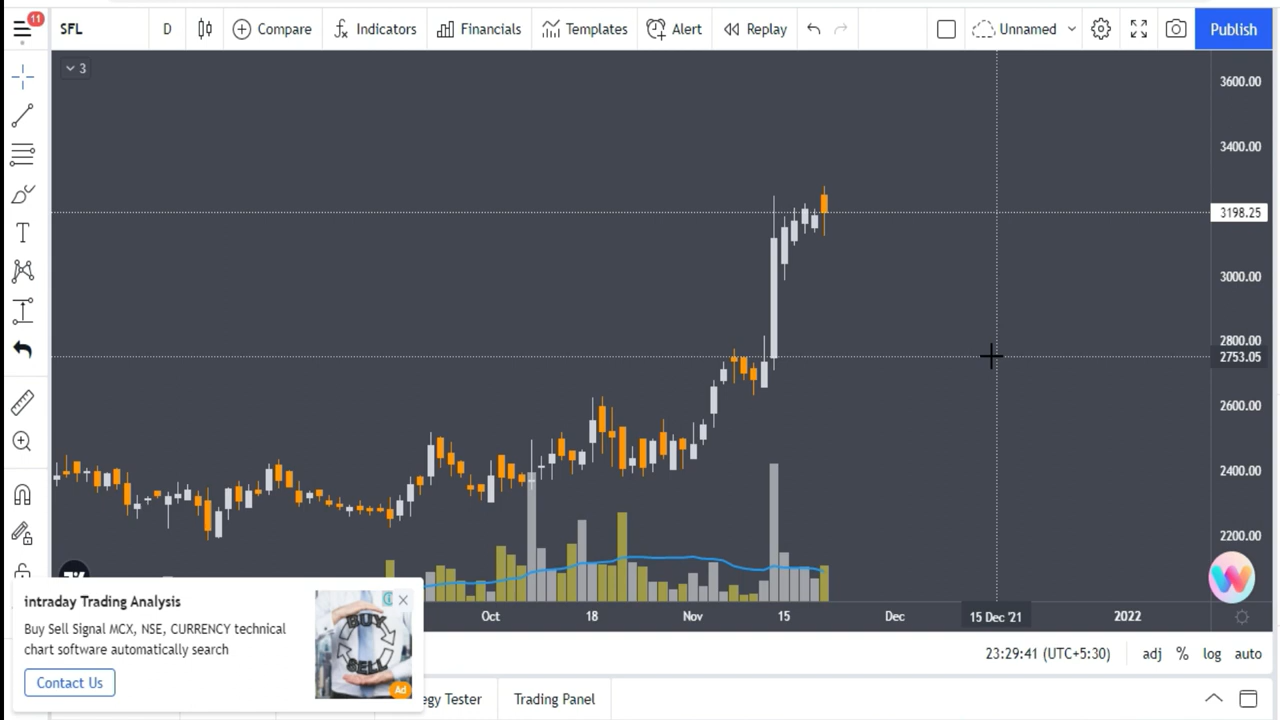 11
SFL
D
Compare
Indicators
Financials
Templates
Alert
Replay
Unnamed
Publish
3
3600.00
3400.00
3198.25
3000.00
2800.00
2753.05
2600.00
2400.00
2200.00
T
Oct
18
Nov
15
Dec
15 Dec '21
2022
intraday Trading Analysis
Buy Sell Signal MCX, NSE, CURRENCY technical
chart software automatically search
Contact Us
BUY
SELL
Ad
23:29:41 (UTC+5:30)
adj
%
log
auto
egy Tester
Trading Panel